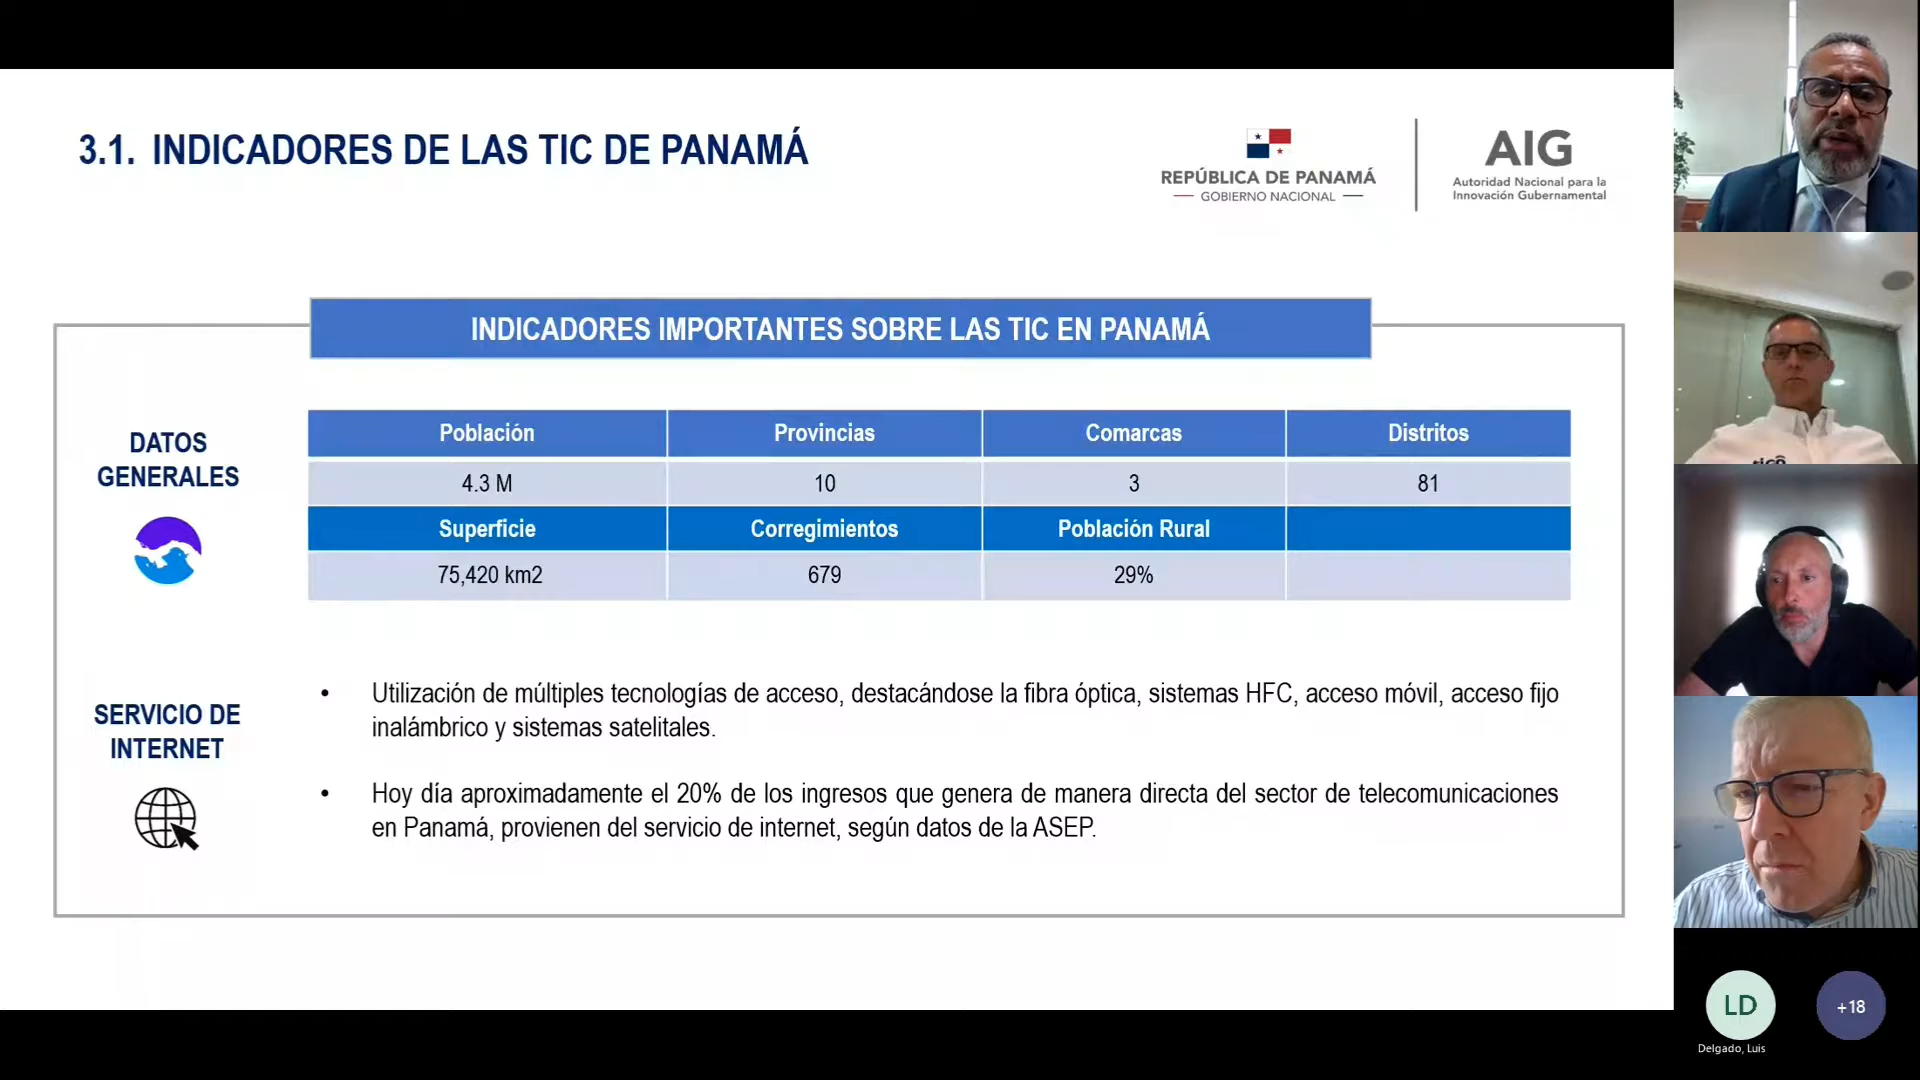 3.1. INDICADORES DE LAS TIC DE PANAMÁ
REPÚBLICA DE PANAMÁ
GOBIERNO NACIONAL
AIG
Autoridad Nacional para la
Innovación Gubernamental
INDICADORES IMPORTANTES SOBRE LAS TIC EN PANAMÁ
DATOS
GENERALES
Población Provincias Comarcas Distritos
4.3 M 10 3 81
Superficie Corregimientos Población Rural
75,420 km2 679 29%
SERVICIO DE
INTERNET
• Utilización de múltiples tecnologías de acceso, destacándose la fibra óptica, sistemas HFC, acceso móvil, acceso fijo
inalámbrico y sistemas satelitales.
• Hoy día aproximadamente el 20% de los ingresos que genera de manera directa del sector de telecomunicaciones
en Panamá, provienen del servicio de internet, según datos de la ASEP.
LD
Delgado, Luis
+18